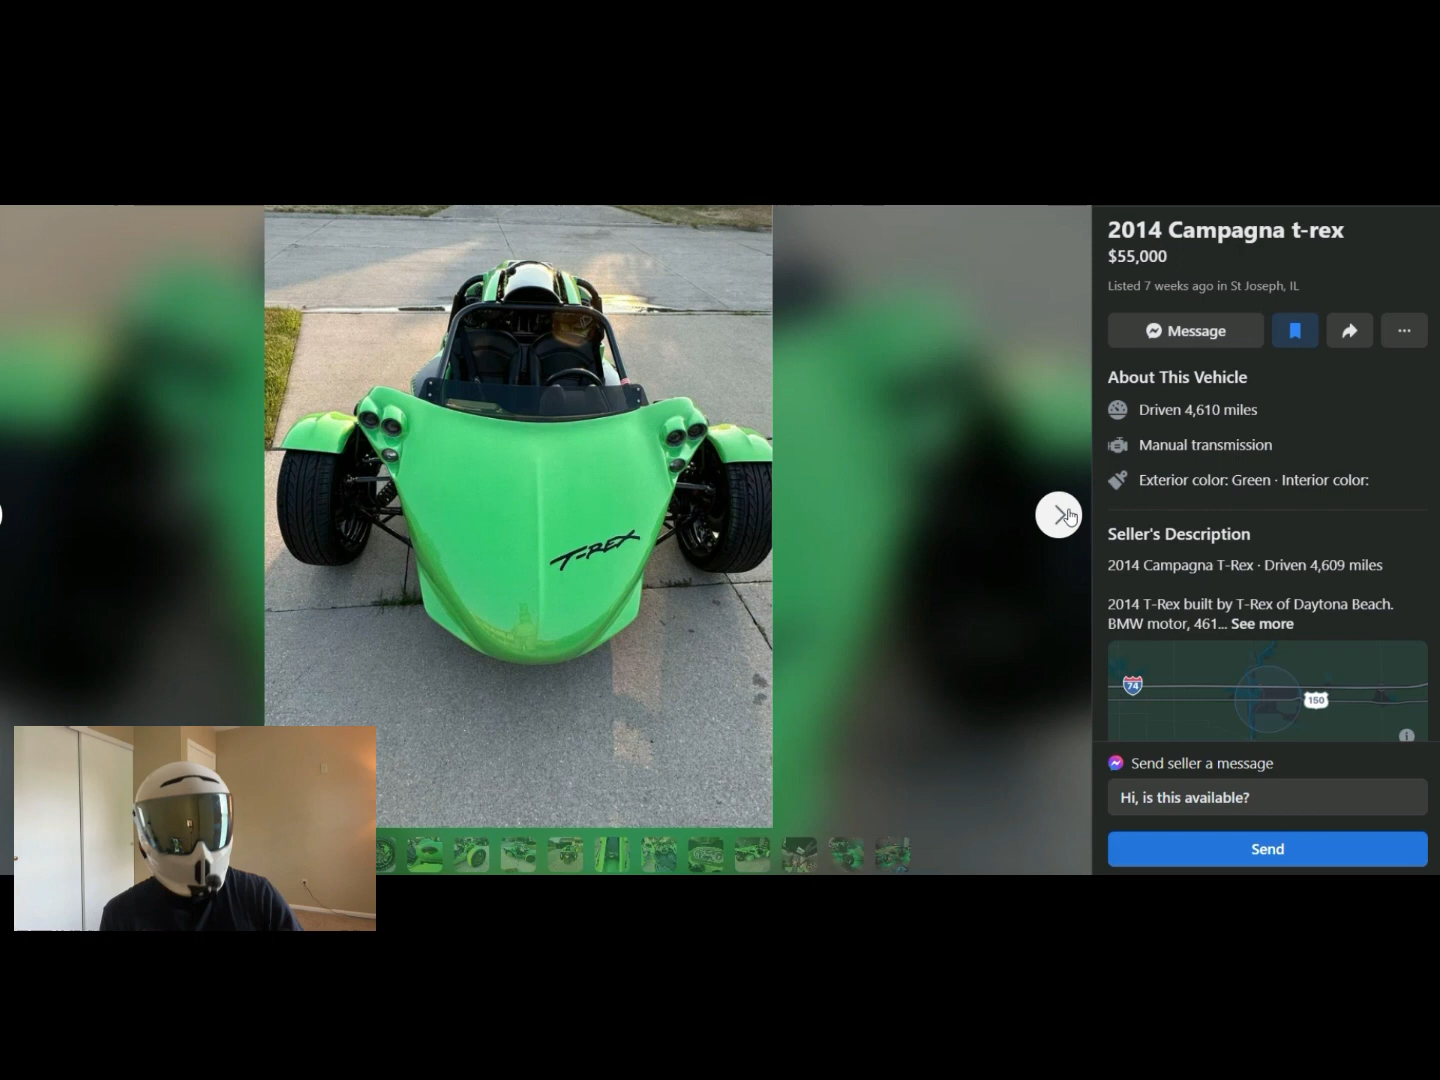 2014 Campagna t-rex
$55,000
Listed 7 weeks ago in St Joseph, IL
Message
About This Vehicle
Driven 4,610 miles
Manual transmission
Exterior color: Green · Interior color:
Seller's Description
2014 Campagna T-Rex · Driven 4,609 miles
2014 T-Rex built by T-Rex of Daytona Beach.
BMW motor, 461... See more
74
150
Send seller a message
Hi, is this available?
Send
T-REX